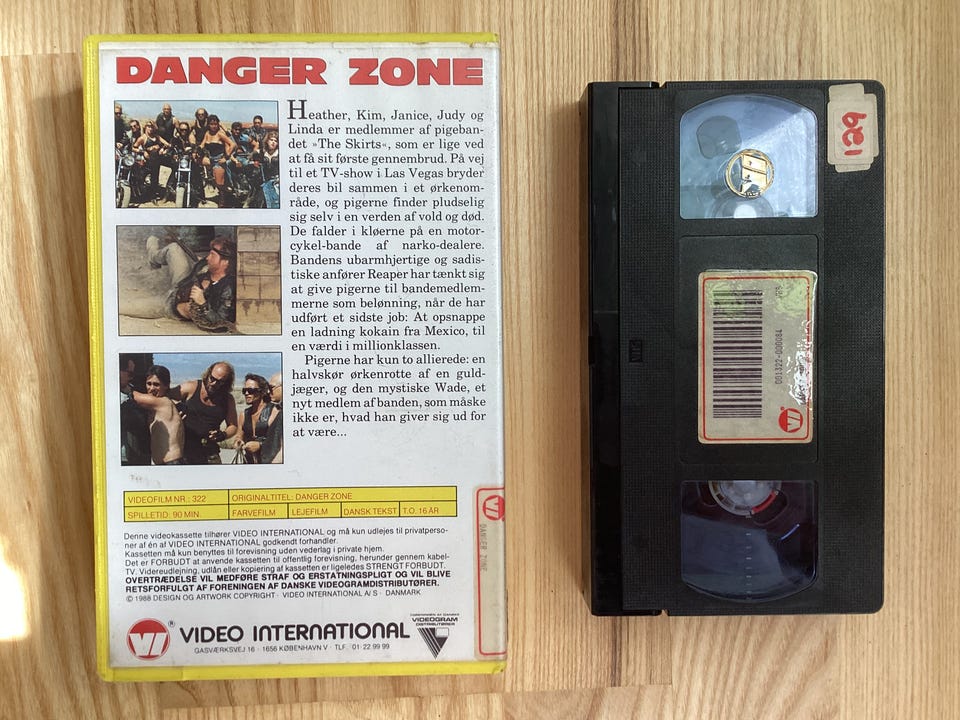 DANGER ZONE
Heather, Kim, Janice, Judy og
Linda er medlemmer af pigeban-
det »The Skirts«, som er lige ved
at få sit første gennembrud. På vej
til et TV-show i Las Vegas bryder
deres bil sammen i et ørkenom-
råde, og pigerne finder pludselig
sig selv i en verden af vold og død.
De falder i kløerne på en motor-
cykel-bande af narko-dealere.
Bandens ubarmhjertige og sadis-
tiske anfører Reaper har tænkt sig
at give pigerne til bandemedlem-
merne som belønning, når de har
udført et sidste job: At opsnappe
en ladning kokain fra Mexico, til
en værdi i millionklassen.
Pigerne har kun to allierede: en
halvskør ørkenrotte af en guld-
jæger, og den mystiske Wade, et
nyt medlem af banden, som måske
ikke er, hvad han giver sig ud for
at være...
VIDEOFILM NR.: 322 ORIGINALTITEL: DANGER ZONE
SPILLETID: 90 MIN. FARVEFILM LEJEFILM DANSK TEKST T.O. 16 ÅR
Denne videokassette tilhører VIDEO INTERNATIONAL og må kun udlejes til privatperso-
ner af én af VIDEO INTERNATIONAL godkendt forhandler.
Kassetten må kun benyttes til forevisning uden vederlag i private hjem.
Det er FORBUDT at anvende kassetten til offentlig forevisning, herunder gennem kabel-
TV. Videreudlejning, udlån eller kopiering af kassetten er ligeledes STRENGT FORBUDT.
OVERTRÆDELSE VIL MEDFØRE STRAF OG ERSTATNINGSPLIGT OG VIL BLIVE
RETSFORFULGT AF FORENINGEN AF DANSKE VIDEOGRAMDISTRIBUTØRER.
© 1988 DESIGN OG ARTWORK COPYRIGHT · VIDEO INTERNATIONAL A/S · DANMARK
VI ® VIDEO INTERNATIONAL
GASVÆRKSVEJ 16 · 1656 KØBENHAVN V · TLF. 01-22 99 99
FORENINGEN AF DANSKE
VIDEOGRAM
DISTRIBUTØRER
VI
DANGER ZONE
129
001322-000084
VI
VHS